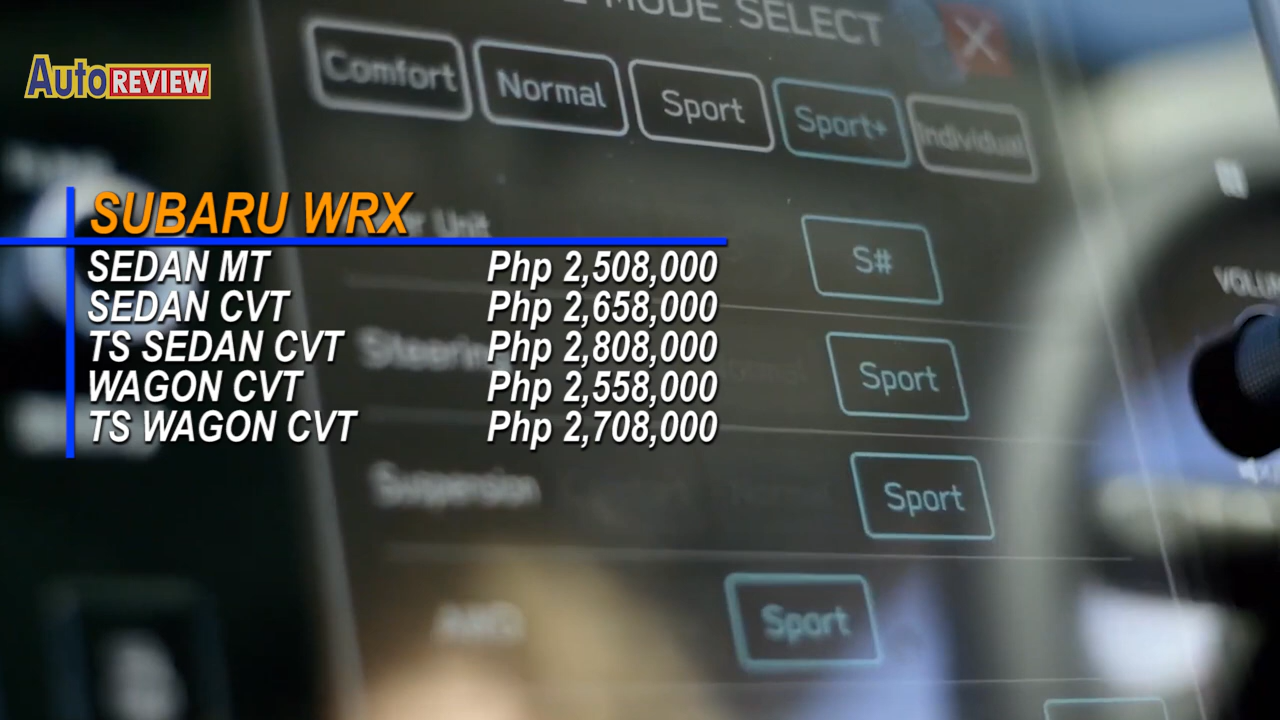 MODE SELECT
Comfort
Normal
Sport
Sport+
Individual
AutoREVIEW
SUBARU WRX
SEDAN MT Php 2,508,000
SEDAN CVT Php 2,658,000
TS SEDAN CVT Php 2,808,000
WAGON CVT Php 2,558,000
TS WAGON CVT Php 2,708,000
Unit
S#
Sport
Suspension
Sport
AWD
Sport